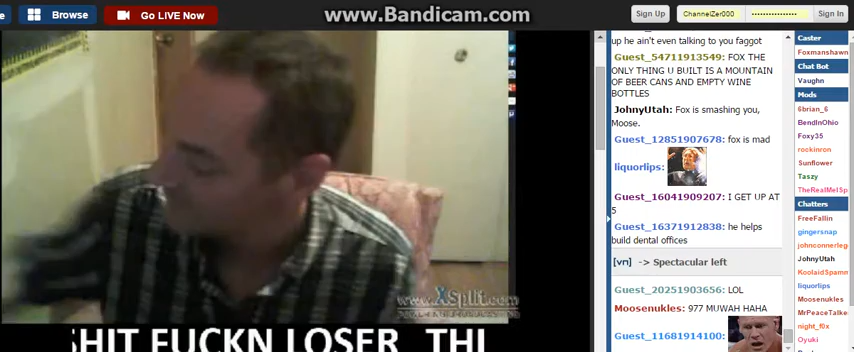 www.Bandicam.com
Browse
Go LIVE Now
Sign Up
ChannelZer000
Sign In
up he ain't even talking to you faggot
Guest_54711913549: FOX THE
ONLY THING U BUILT IS A MOUNTAIN
OF BEER CANS AND EMPTY WINE
BOTTLES
JohnyUtah: Fox is smashing you,
Moose.
Guest_12851907678: fox is mad
liquorlips:
Guest_16041909207: I GET UP AT
5
Guest_16371912838: he helps
build dental offices
[vn] -> Spectacular left
Guest_20251903656: LOL
Moosenukles: 977 MUWAH HAHA
Guest_11681914100:
Caster
Foxmanshawn
Chat Bot
Vaughn
Mods
6brian_6
BendInOhio
Foxy35
rockinron
Sunflower
Taszy
TheRealMelSp
Chatters
FreeFallin
gingersnap
johnconnerleg
JohnyUtah
KoolaidSpamm
liquorlips
Moosenukles
MrPeaceTalke
night_f0x
Oyuki
www.XSplit.com
SHIT FUCKN LOSER THI